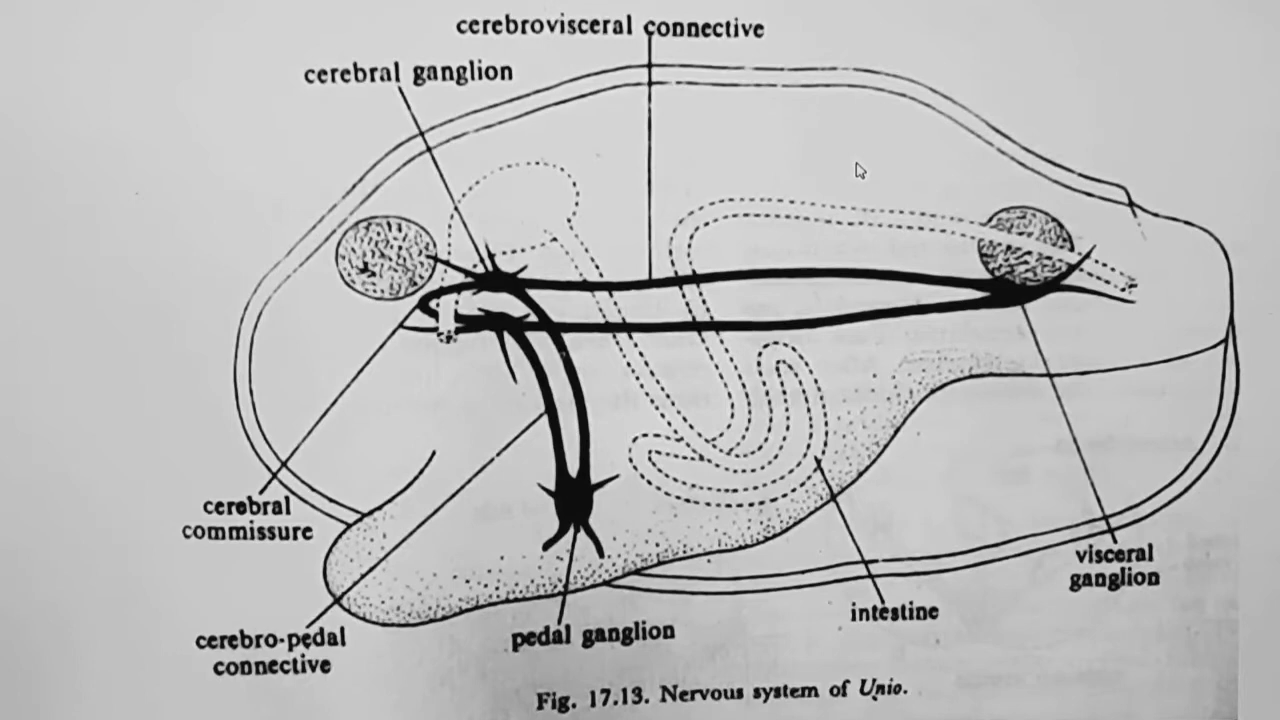 cerebrovisceral connective
cerebral ganglion
cerebral
commissure
visceral
ganglion
intestine
cerebro-pedal
connective
pedal ganglion
Fig. 17.13. Nervous system of Unio.